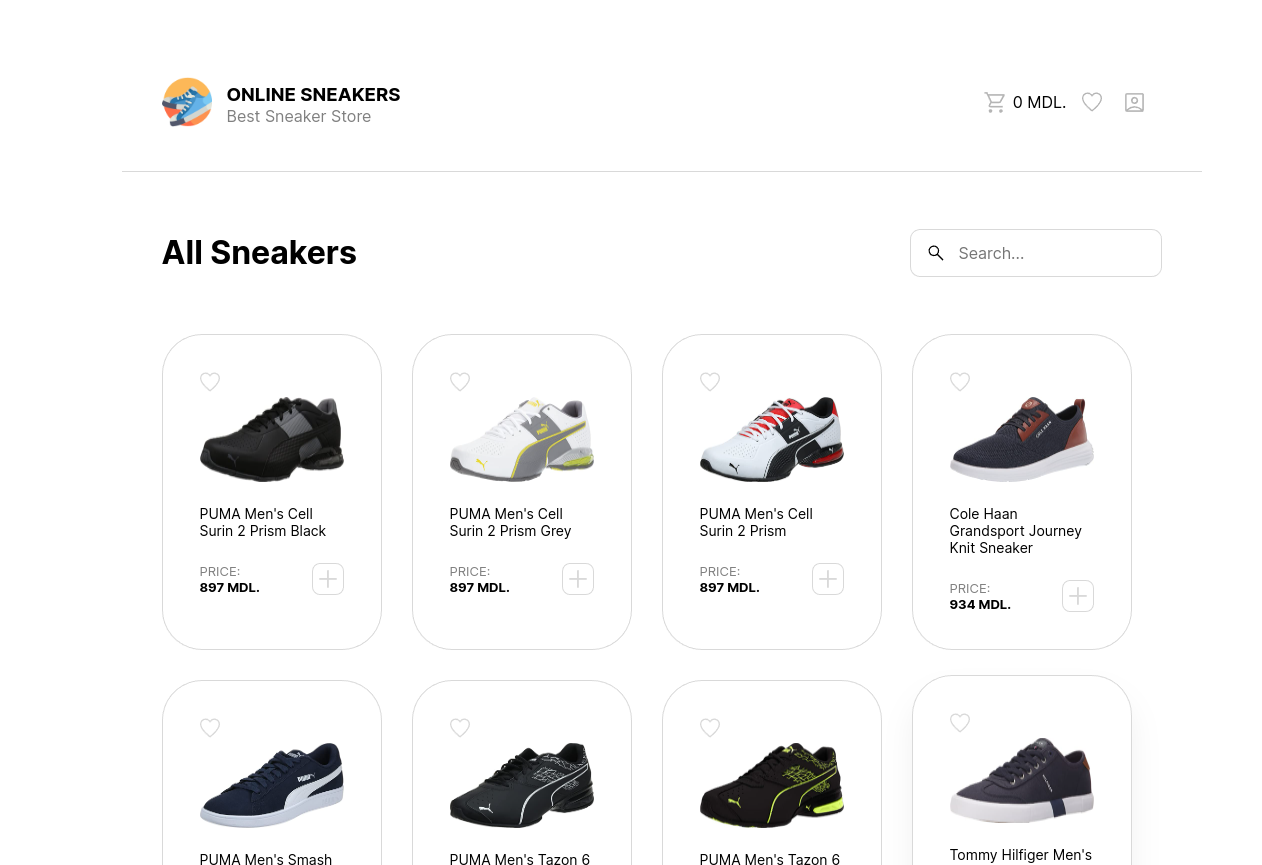 ONLINE SNEAKERS
Best Sneaker Store
0 MDL.
All Sneakers
Search...
PUMA Men's Cell
Surin 2 Prism Black
PRICE:
897 MDL.
PUMA Men's Cell
Surin 2 Prism Grey
PRICE:
897 MDL.
PUMA Men's Cell
Surin 2 Prism
PRICE:
897 MDL.
COLE HAAN
Cole Haan
Grandsport Journey
Knit Sneaker
PRICE:
934 MDL.
PUMA Men's Smash
PUMA Men's Tazon 6
PUMA Men's Tazon 6
Tommy Hilfiger Men's